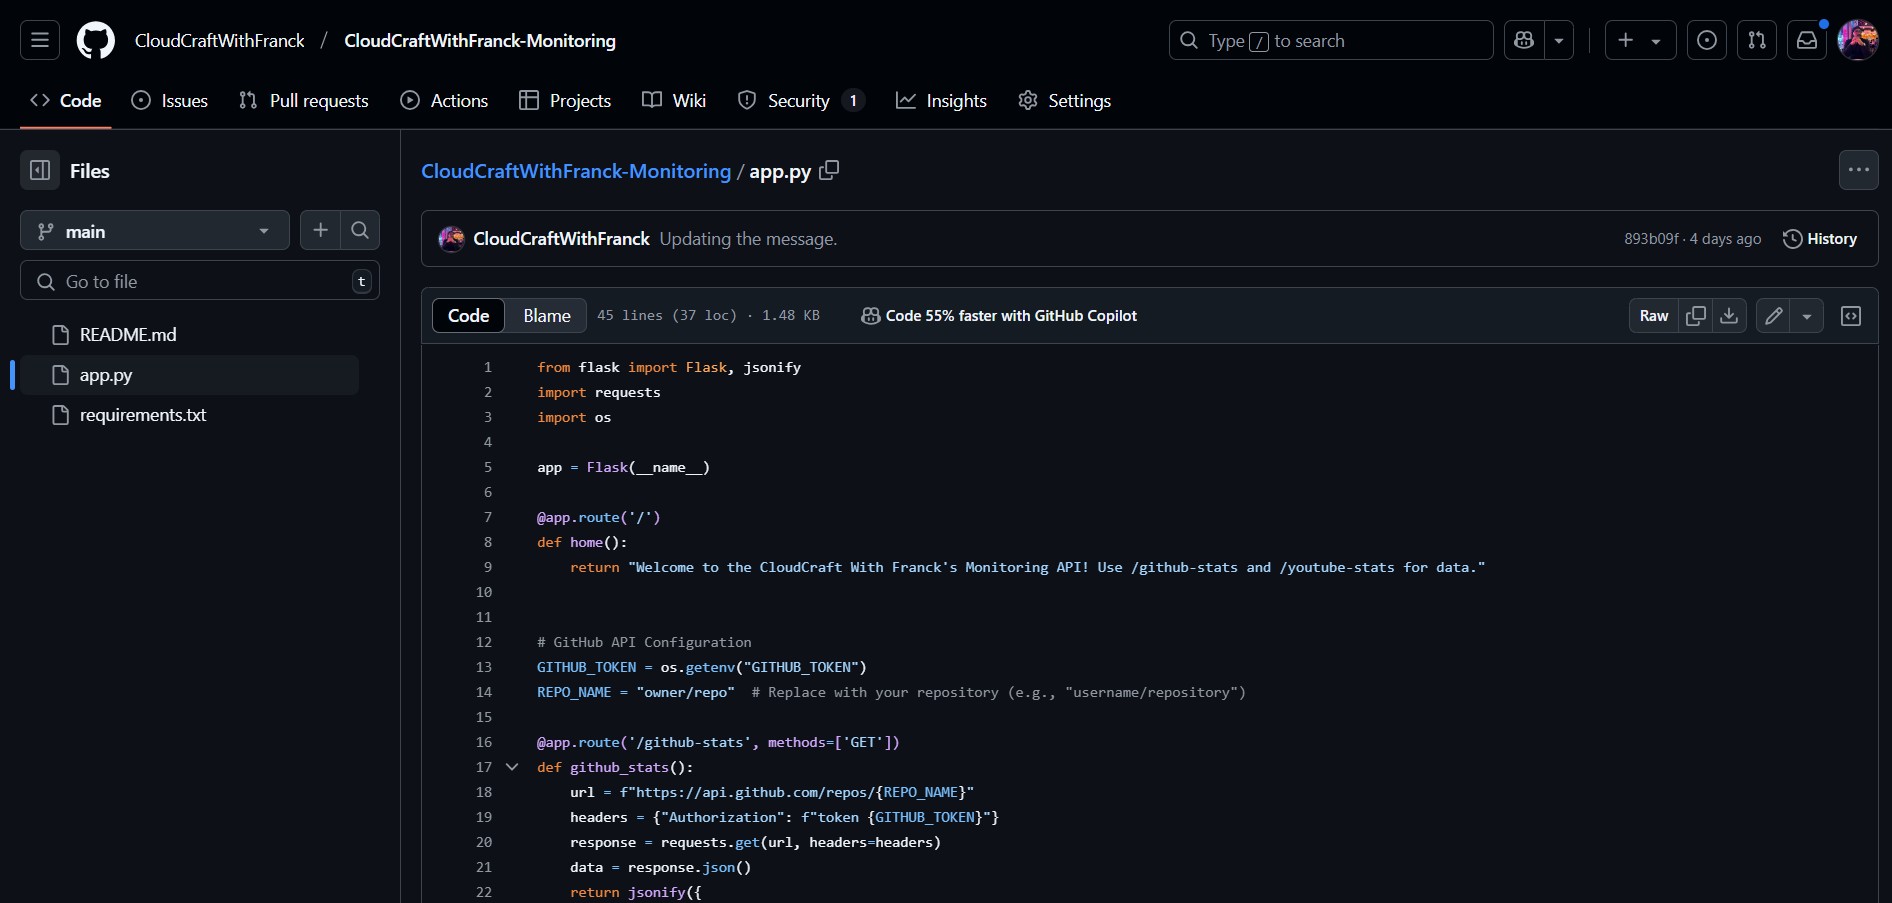 CloudCraftWithFranck / CloudCraftWithFranck-Monitoring
Type / to search
Code
Issues
Pull requests
Actions
Projects
Wiki
Security 1
Insights
Settings
Files
main
Go to file
t
README.md
app.py
requirements.txt
CloudCraftWithFranck-Monitoring / app.py
CloudCraftWithFranck Updating the message.
893b09f · 4 days ago
History
Code
Blame
45 lines (37 loc) · 1.48 KB
Code 55% faster with GitHub Copilot
Raw
1 from flask import Flask, jsonify
2 import requests
3 import os
4
5 app = Flask(__name__)
6
7 @app.route('/')
8 def home():
9     return "Welcome to the CloudCraft With Franck's Monitoring API! Use /github-stats and /youtube-stats for data."
10
11
12 # GitHub API Configuration
13 GITHUB_TOKEN = os.getenv("GITHUB_TOKEN")
14 REPO_NAME = "owner/repo"  # Replace with your repository (e.g., "username/repository")
15
16 @app.route('/github-stats', methods=['GET'])
17 def github_stats():
18     url = f"https://api.github.com/repos/{REPO_NAME}"
19     headers = {"Authorization": f"token {GITHUB_TOKEN}"}
20     response = requests.get(url, headers=headers)
21     data = response.json()
22     return jsonify({